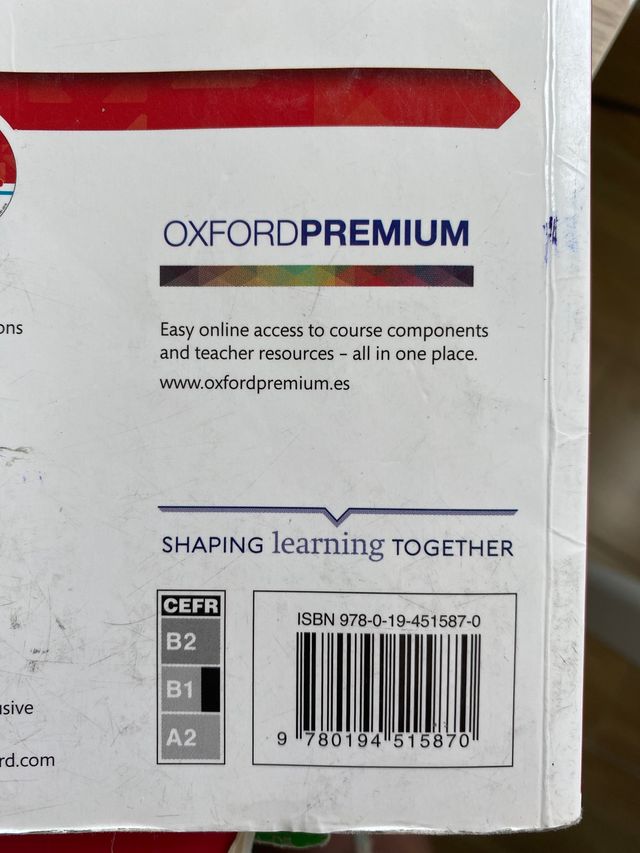 OXFORDPREMIUM
ons
Easy online access to course components
and teacher resources – all in one place.
www.oxfordpremium.es
SHAPING learning TOGETHER
CEFR
B2
B1
A2
ISBN 978-0-19-451587-0
9 780194 515870
usive
rd.com